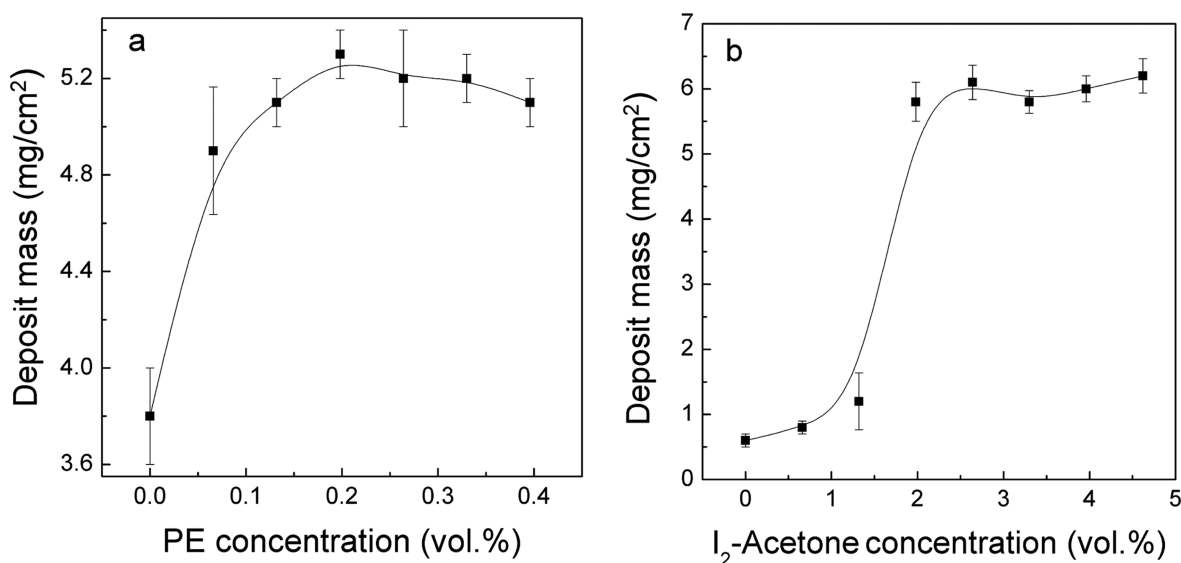 a
5.2
4.8
4.4
4.0
3.6
Deposit mass (mg/cm²)
0.0 0.1 0.2 0.3 0.4
PE concentration (vol.%)
b
7
6
5
4
3
2
1
0
Deposit mass (mg/cm²)
0 1 2 3 4 5
I₂-Acetone concentration (vol.%)